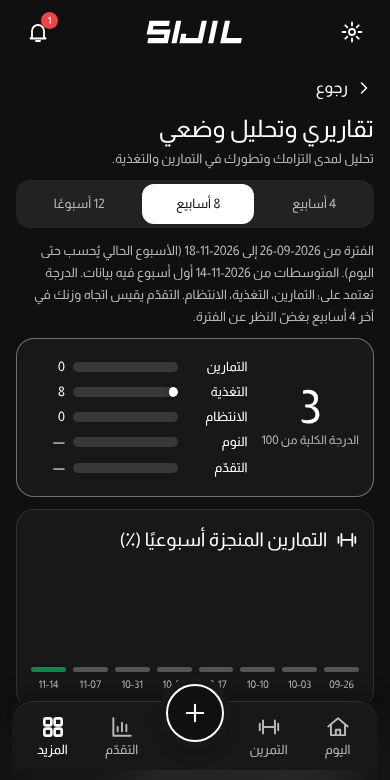 1
SIJIL
رجوع
تقاريري وتحليل وضعي
تحليل لمدى التزامك وتطورك في التمارين والتغذية.
4 أسابيع
8 أسابيع
12 أسبوعًا
الفترة من 2026-09-26 إلى 2026-11-18 (الأسبوع الحالي يُحسب حتى
اليوم). المتوسطات من 2026-11-14 أول أسبوع فيه بيانات. الدرجة
تعتمد على: التمارين، التغذية، الانتظام. التقدّم يقيس اتجاه وزنك في
آخر 4 أسابيع بغضّ النظر عن الفترة.
3
الدرجة الكلية من 100
التمارين 0
التغذية 8
الانتظام 0
النوم —
التقدّم —
التمارين المنجزة أسبوعيًا (٪)
09-26 10-03 10-10 17 10- 10-31 11-07 11-14
اليوم
التمرين
التقدّم
المزيد